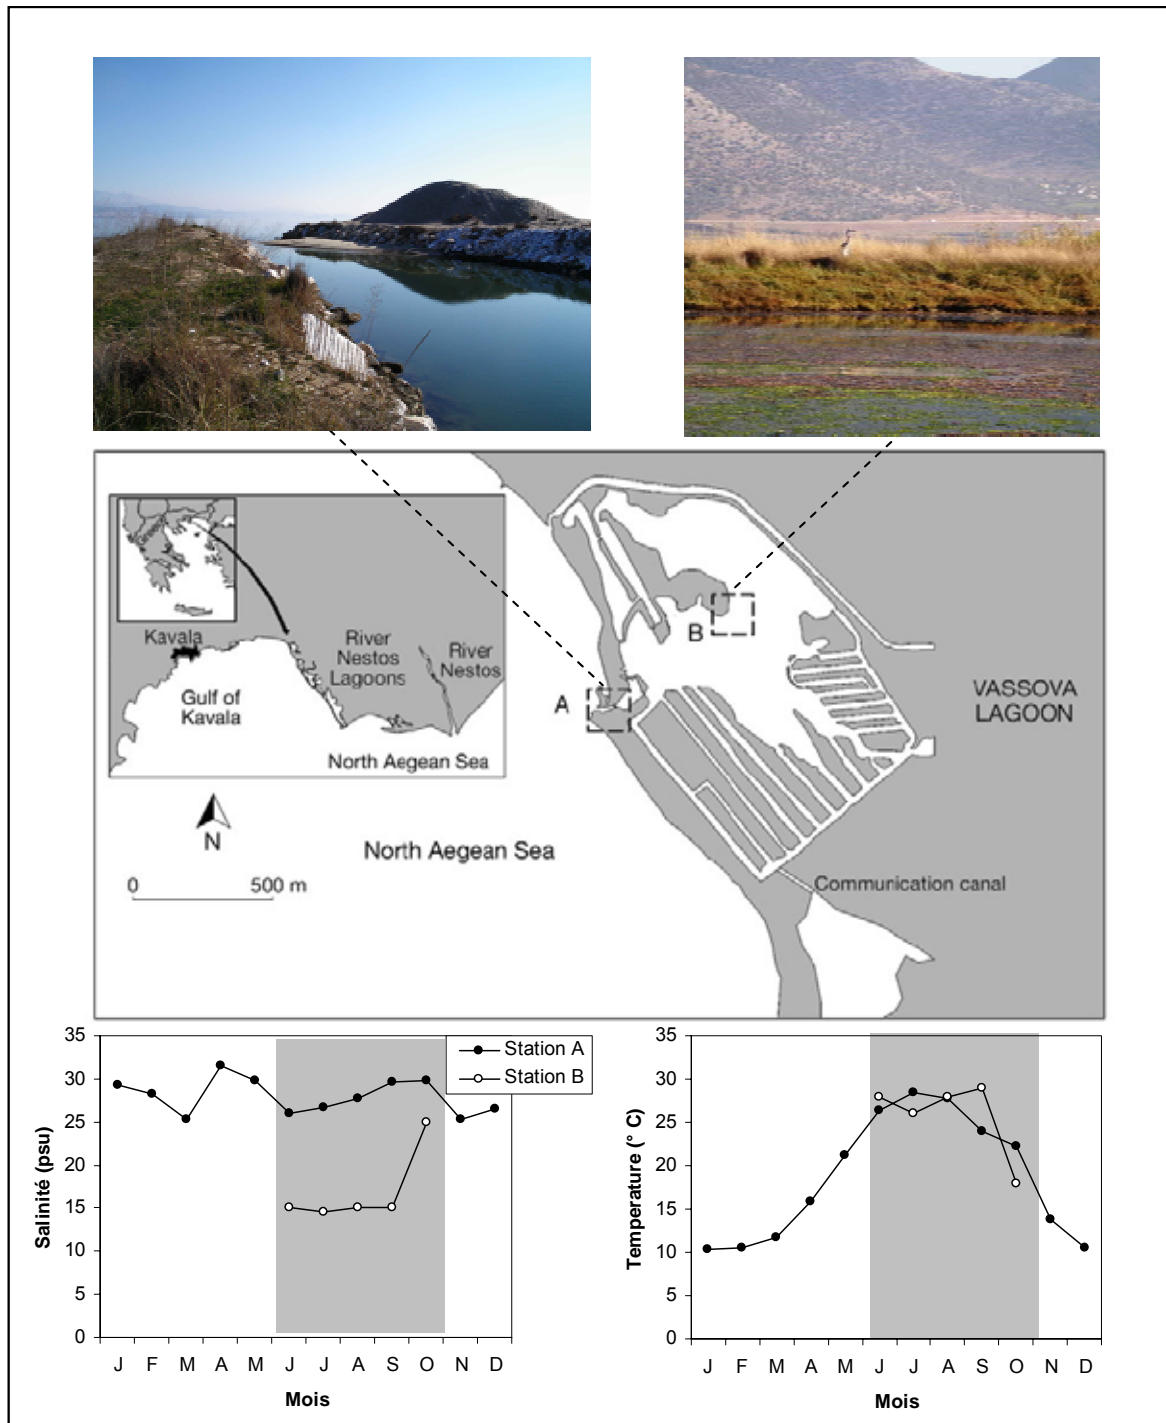 Kavala
River
Nestos
Lagoons
River
Nestos
Gulf of
Kavala
North Aegean Sea
N
0 500 m
North Aegean Sea
A
B
VASSOVA
LAGOON
Communication canal
35
30
25
20
15
10
5
0
Salinité (psu)
J F M A M J J A S O N D
Mois
Station A
Station B
35
30
25
20
15
10
5
0
Temperature (° C)
J F M A M J J A S O N D
Mois